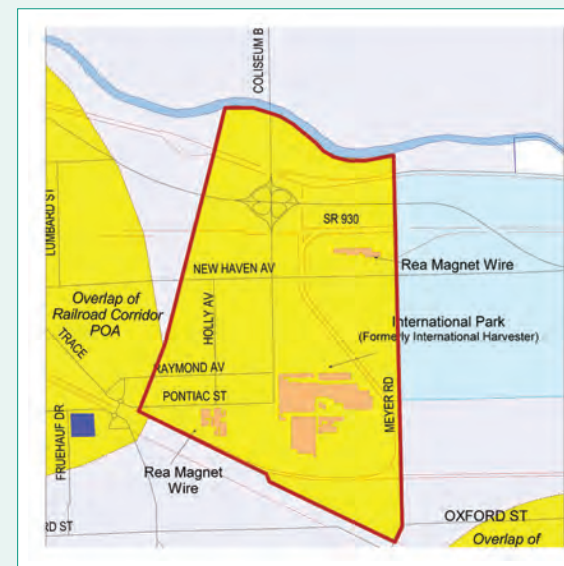 COLISEUM B
LUMBARD ST
SR 930
Rea Magnet Wire
NEW HAVEN AV
Overlap of
Railroad Corridor
POA
HOLLY AV
International Park
(Formerly International Harvester)
TRACE
RAYMOND AV
PONTIAC ST
MEYER RD
FRUEHAUF DR
Rea Magnet
Wire
RD ST
OXFORD ST
Overlap of